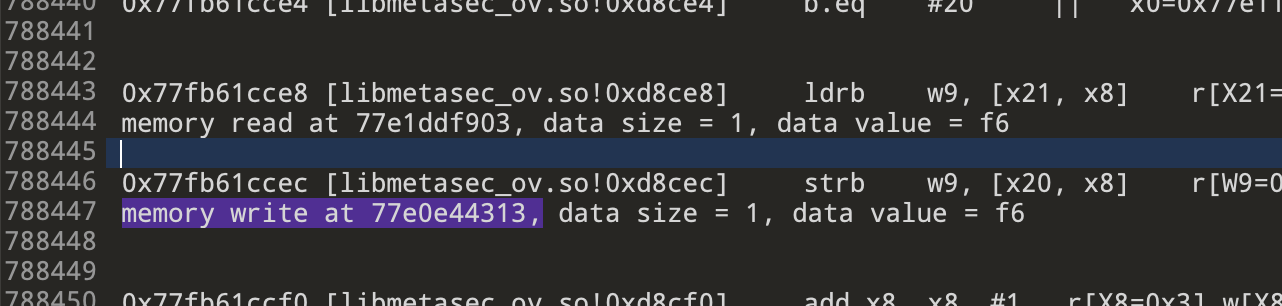 788440 0x77fb61cce4 [libmetasec_ov.so!0xd8ce4] b.eq #20 || x0=0x77e1f
788441
788442
788443 0x77fb61cce8 [libmetasec_ov.so!0xd8ce8] ldrb w9, [x21, x8] r[X21=
788444 memory read at 77e1ddf903, data size = 1, data value = f6
788445
788446 0x77fb61ccec [libmetasec_ov.so!0xd8cec] strb w9, [x20, x8] r[W9=0
788447 memory write at 77e0e44313, data size = 1, data value = f6
788448
788449
788450 0x77fb61ccf0 [libmetasec_ov.so!0xd8cf0] add x8, x8, #1 r[X8=0x3] w[X8